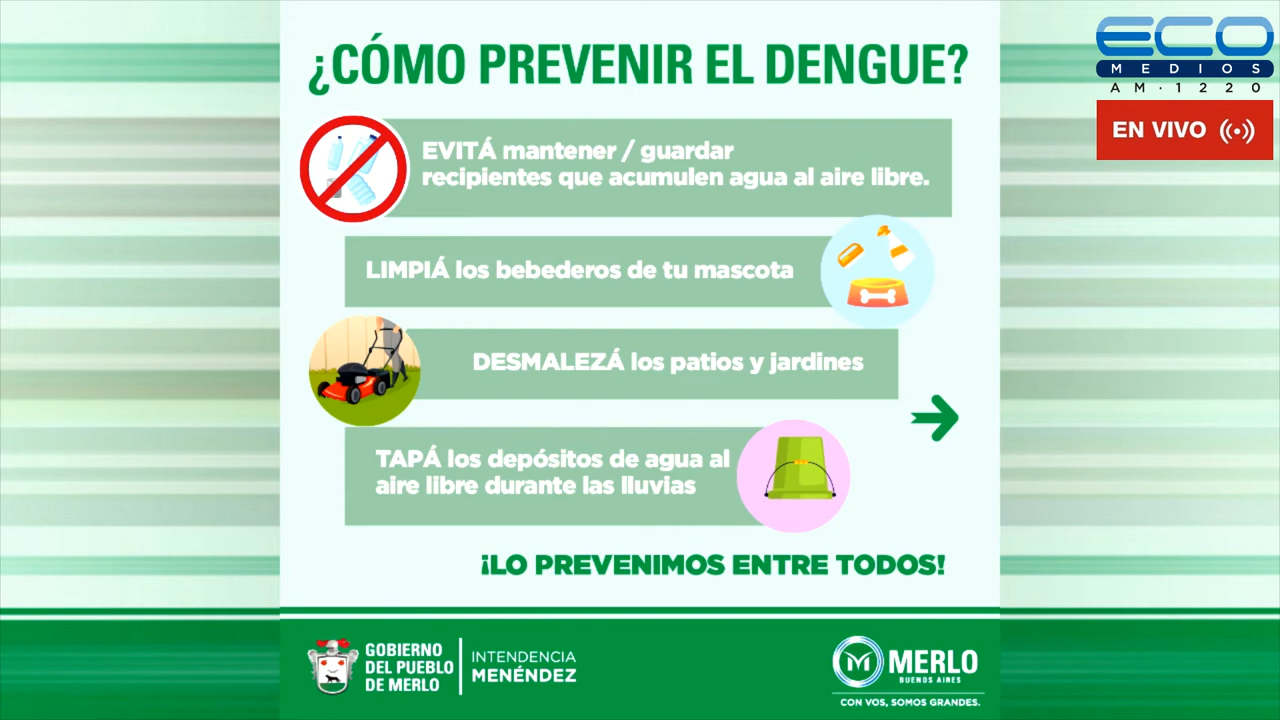 ¿CÓMO PREVENIR EL DENGUE?
ECO
MEDIOS
AM·1220
EN VIVO
EVITÁ mantener / guardar
recipientes que acumulen agua al aire libre.
LIMPIÁ los bebederos de tu mascota
DESMALEZÁ los patios y jardines
TAPÁ los depósitos de agua al
aire libre durante las lluvias
¡LO PREVENIMOS ENTRE TODOS!
GOBIERNO
DEL PUEBLO
DE MERLO
INTENDENCIA
MENÉNDEZ
MERLO
BUENOS AIRES
CON VOS, SOMOS GRANDES.